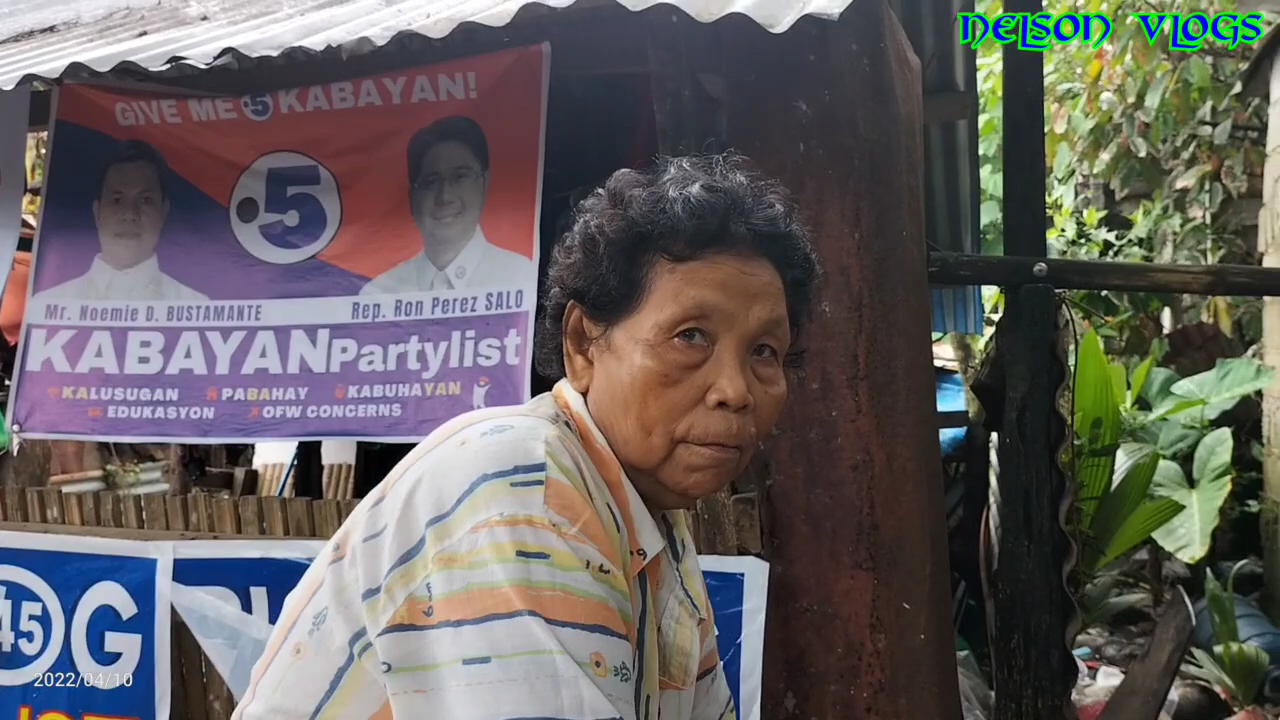 NELSON VLOGS
GIVE ME 5 KABAYAN!
5
Mr. Noemie D. BUSTAMANTE
Rep. Ron Perez SALO
KABAYAN Partylist
KALUSUGAN PABAHAY KABUHAYAN
EDUKASYON OFW CONCERNS
45 G
2022/04/10